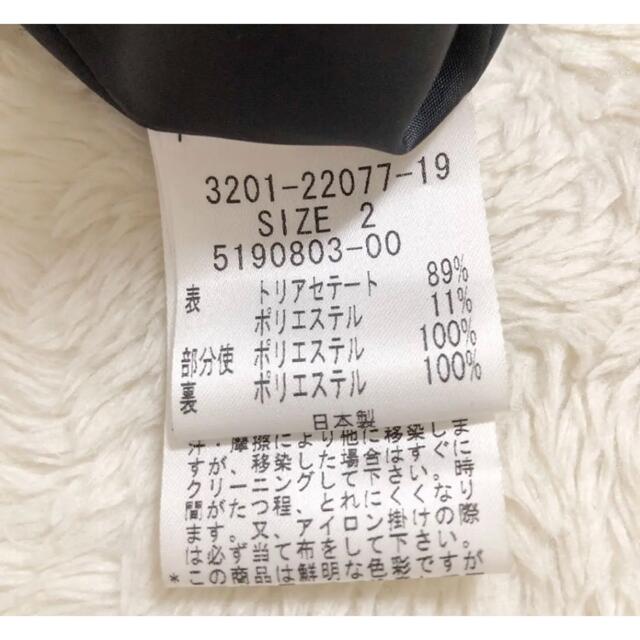 3201-22077-19
SIZE 2
5190803-00
表 トリアセテート 89%
ポリエステル 11%
部分使 ポリエステル 100%
裏 ポリエステル 100%
日本製
汗・摩擦により他に移染しま
すが、移染した場合はすぐに
クリーニングして下さい。時
間がたつ程、とれにくくなり
ます。又、アイロン掛けの際
は必ず当て布をして下さい。
*この商品は鮮明な色彩ですが